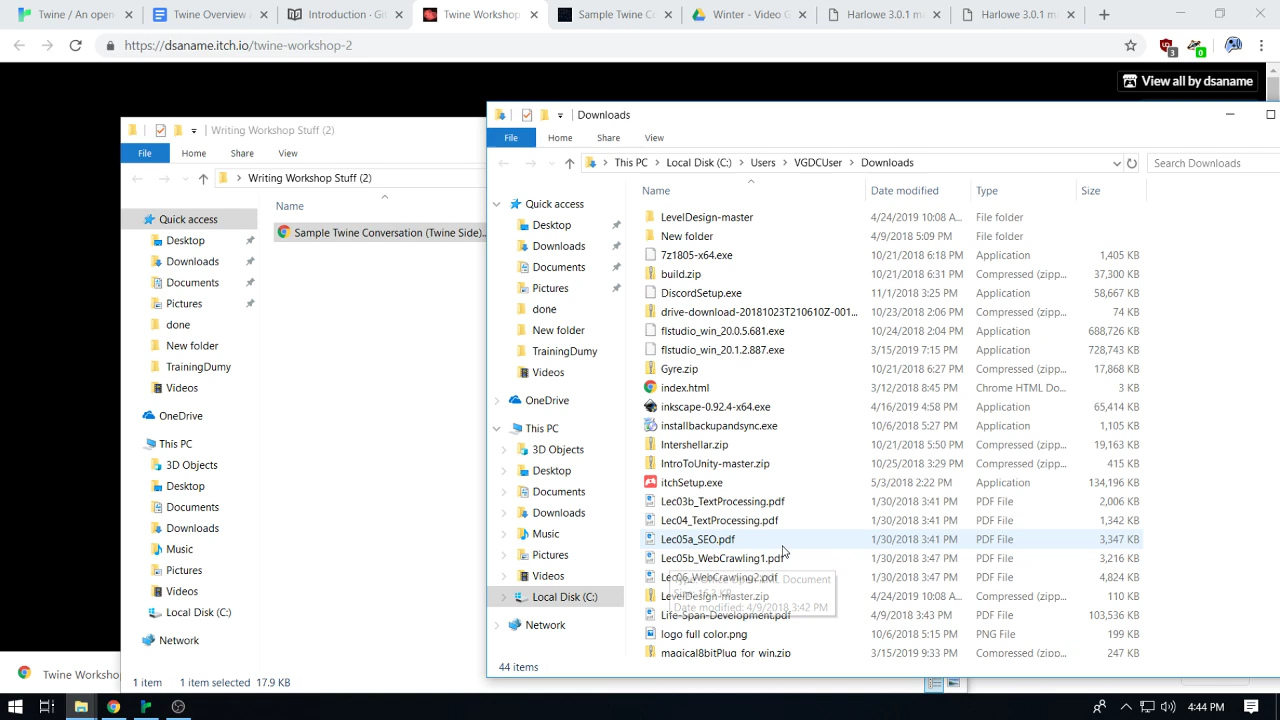 Twine / An open-
Twine Overview /
Introduction · Git
Twine Workshop
Sample Twine Co
Winter - Video G
Harlowe 3.0.1 m
Harlowe 3.0.1 m
https://dsaname.itch.io/twine-workshop-2
3
0
View all by dsaname
Writing Workshop Stuff (2)
File Home Share View
Writing Workshop Stuff (2)
Name
Quick access
Desktop
Downloads
Documents
Pictures
done
New folder
TrainingDumy
Videos
OneDrive
This PC
3D Objects
Desktop
Documents
Downloads
Music
Pictures
Videos
Local Disk (C:)
Network
Sample Twine Conversation (Twine Side)...
1 item 1 item selected 17.9 KB
Downloads
File Home Share View
This PC > Local Disk (C:) > Users > VGDCUser > Downloads
Search Downloads
Quick access
Desktop
Downloads
Documents
Pictures
done
New folder
TrainingDumy
Videos
OneDrive
This PC
3D Objects
Desktop
Documents
Downloads
Music
Pictures
Videos
Local Disk (C:)
Network
Name Date modified Type Size
LevelDesign-master 4/24/2019 10:08 A... File folder
New folder 4/9/2018 5:09 PM File folder
7z1805-x64.exe 10/21/2018 6:18 PM Application 1,405 KB
build.zip 10/21/2018 6:31 PM Compressed (zipp... 37,300 KB
DiscordSetup.exe 11/1/2018 3:25 PM Application 58,667 KB
drive-download-20181023T210610Z-001... 10/23/2018 2:06 PM Compressed (zipp... 74 KB
flstudio_win_20.0.5.681.exe 10/24/2018 2:04 PM Application 688,726 KB
flstudio_win_20.1.2.887.exe 3/15/2019 7:15 PM Application 728,743 KB
Gyre.zip 10/21/2018 6:27 PM Compressed (zipp... 17,868 KB
index.html 3/12/2018 8:45 PM Chrome HTML Do... 3 KB
inkscape-0.92.4-x64.exe 4/16/2019 4:58 PM Application 65,414 KB
installbackupandsync.exe 10/6/2018 5:27 PM Application 1,105 KB
Intershellar.zip 10/21/2018 5:50 PM Compressed (zipp... 19,163 KB
IntroToUnity-master.zip 10/25/2018 3:29 PM Compressed (zipp... 415 KB
itchSetup.exe 5/3/2018 2:22 PM Application 134,196 KB
Lec03b_TextProcessing.pdf 1/30/2018 3:41 PM PDF File 2,006 KB
Lec04_TextProcessing.pdf 1/30/2018 3:41 PM PDF File 1,342 KB
Lec05a_SEO.pdf 1/30/2018 3:41 PM PDF File 3,347 KB
Lec05b_WebCrawling1.pdf 1/30/2018 3:47 PM PDF File 3,216 KB
Lec06_WebCrawling2.pdf 1/30/2018 3:47 PM PDF File 4,824 KB
LevelDesign-master.zip 4/24/2019 10:08 A... Compressed (zipp... 110 KB
Life-Span-Development.pdf 4/9/2018 3:43 PM PDF File 103,536 KB
logo full color.png 10/6/2018 5:15 PM PNG File 199 KB
magical8bitPlug_for_win.zip 3/15/2019 9:33 PM Compressed (zipp... 247 KB
Document
Date modified: 4/9/2018 3:42 PM
44 items
Twine Worksho
4:44 PM